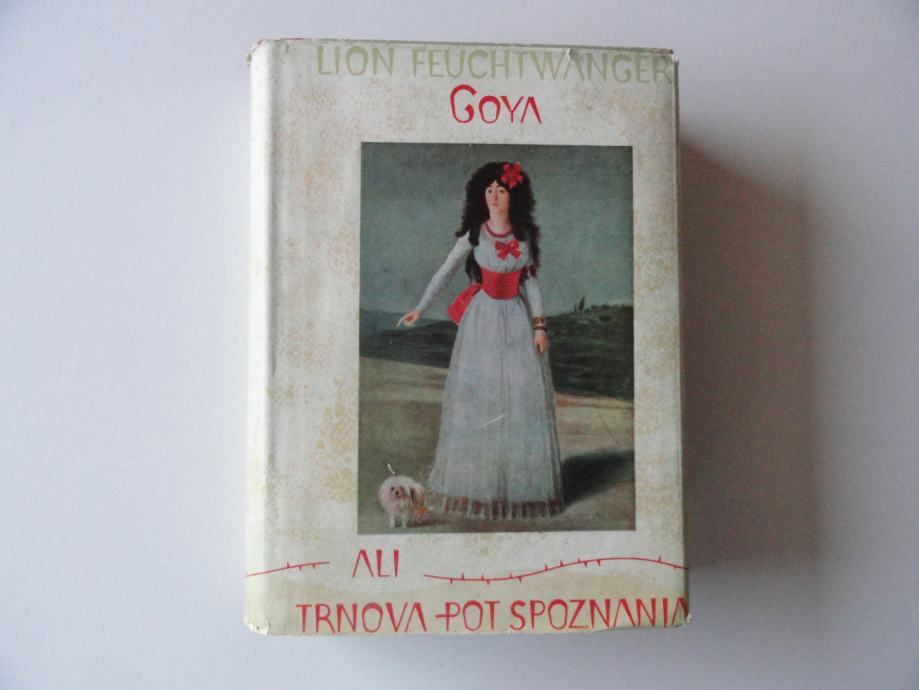 LION FEUCHTWANGER
GOYA
ALI
TRNOVA POT SPOZNANJA